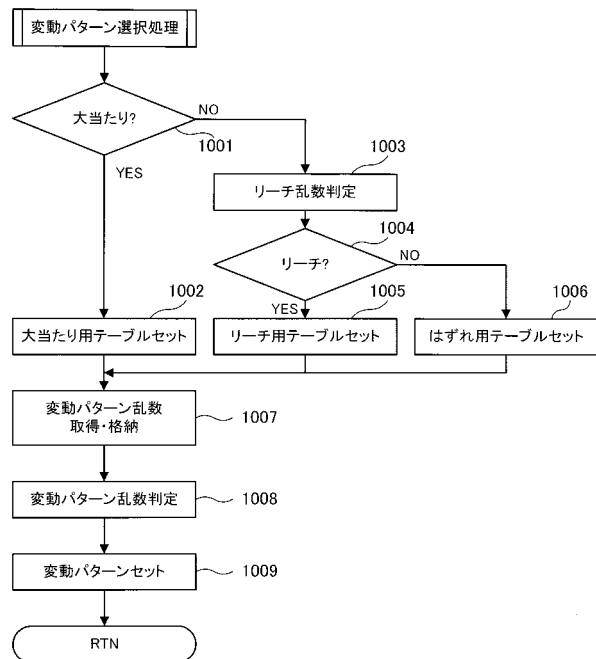 変動パターン選択処理
大当たり?
NO
1001
YES
1003
リーチ乱数判定
1004
リーチ?
NO
1002
YES
1005
1006
大当たり用テーブルセット
リーチ用テーブルセット
はずれ用テーブルセット
変動パターン乱数
取得・格納
1007
変動パターン乱数判定
1008
変動パターンセット
1009
RTN